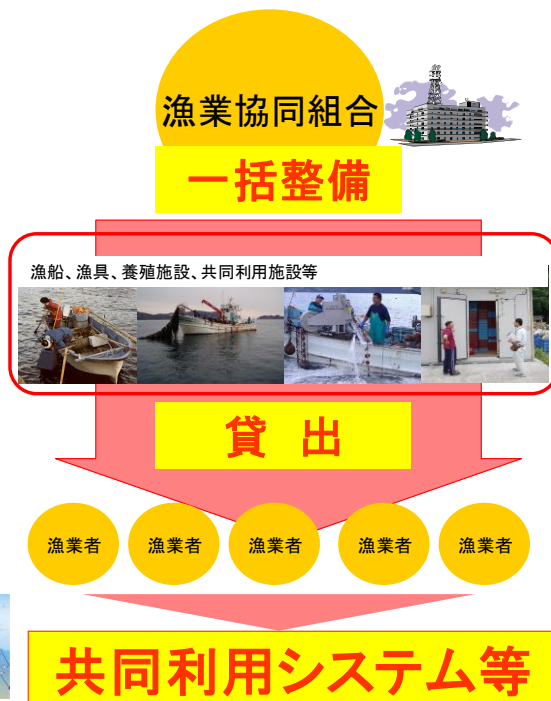 漁業協同組合
一括整備
漁船、漁具、養殖施設、共同利用施設等
貸　出
漁業者
漁業者
漁業者
漁業者
漁業者
共同利用システム等